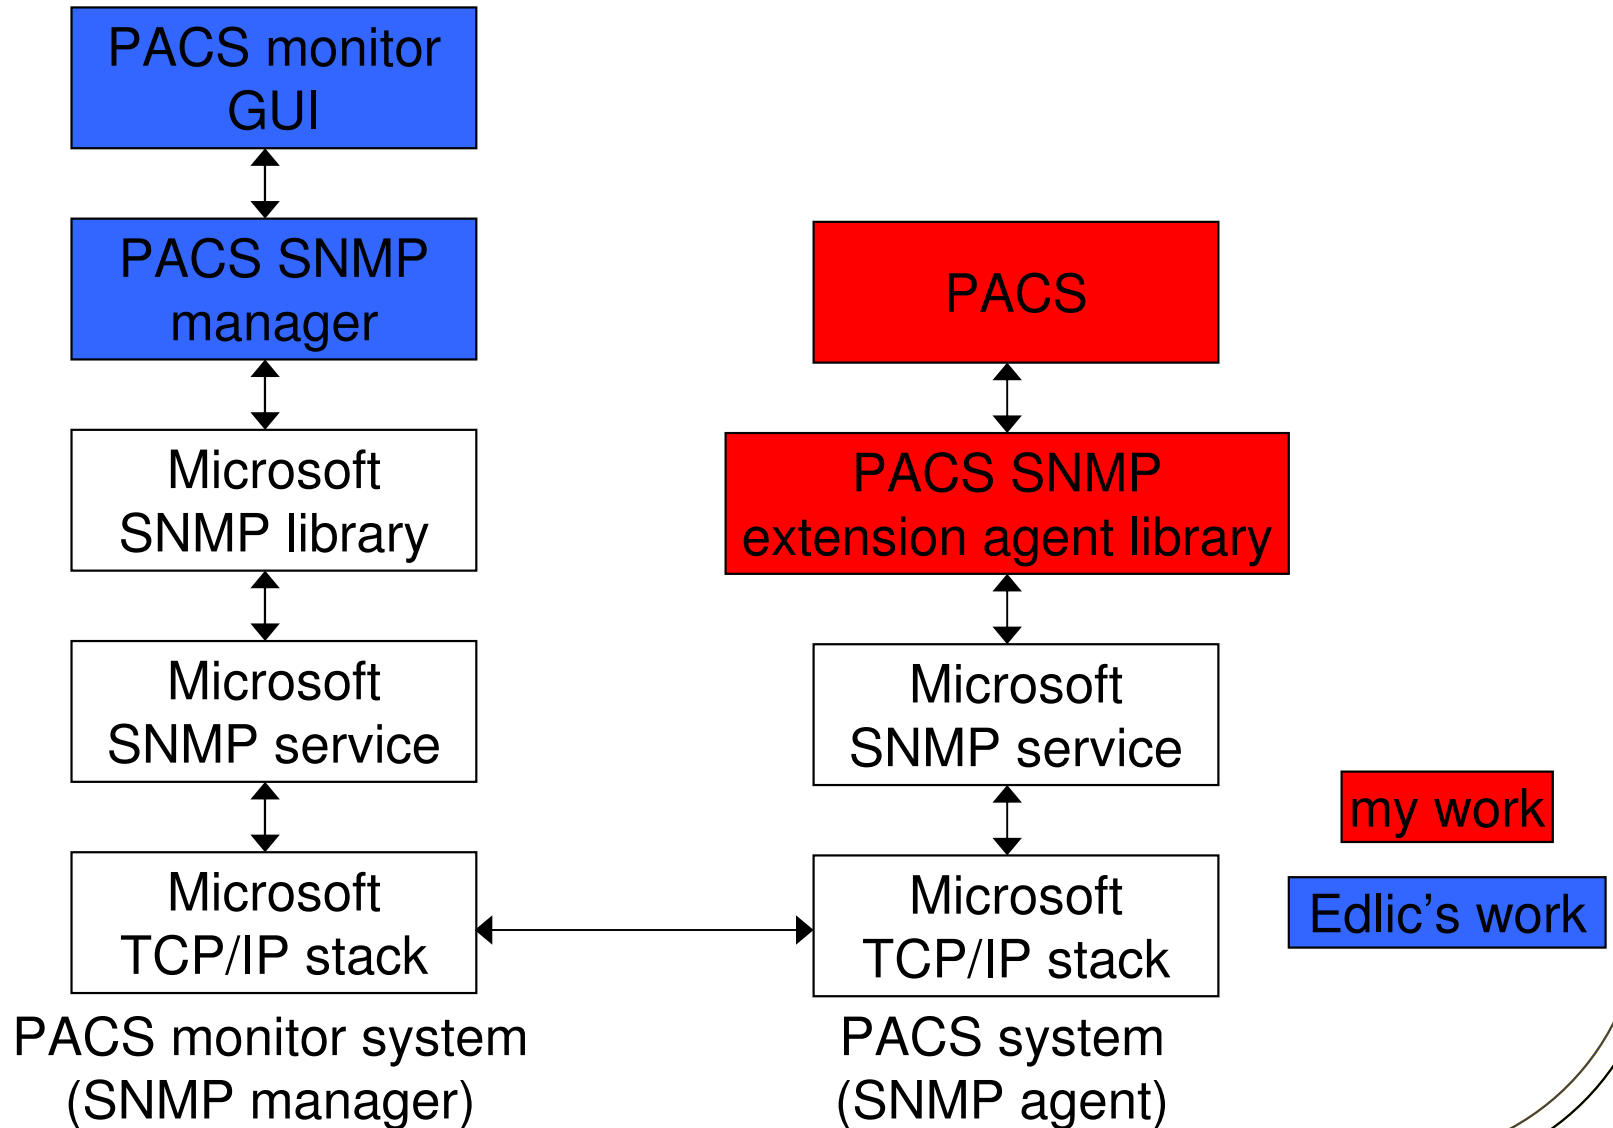 PACS monitor
GUI
PACS SNMP
manager
Microsoft
SNMP library
Microsoft
SNMP service
Microsoft
TCP/IP stack
PACS monitor system
(SNMP manager)
PACS
PACS SNMP
extension agent library
Microsoft
SNMP service
Microsoft
TCP/IP stack
PACS system
(SNMP agent)
my work
Edlic's work